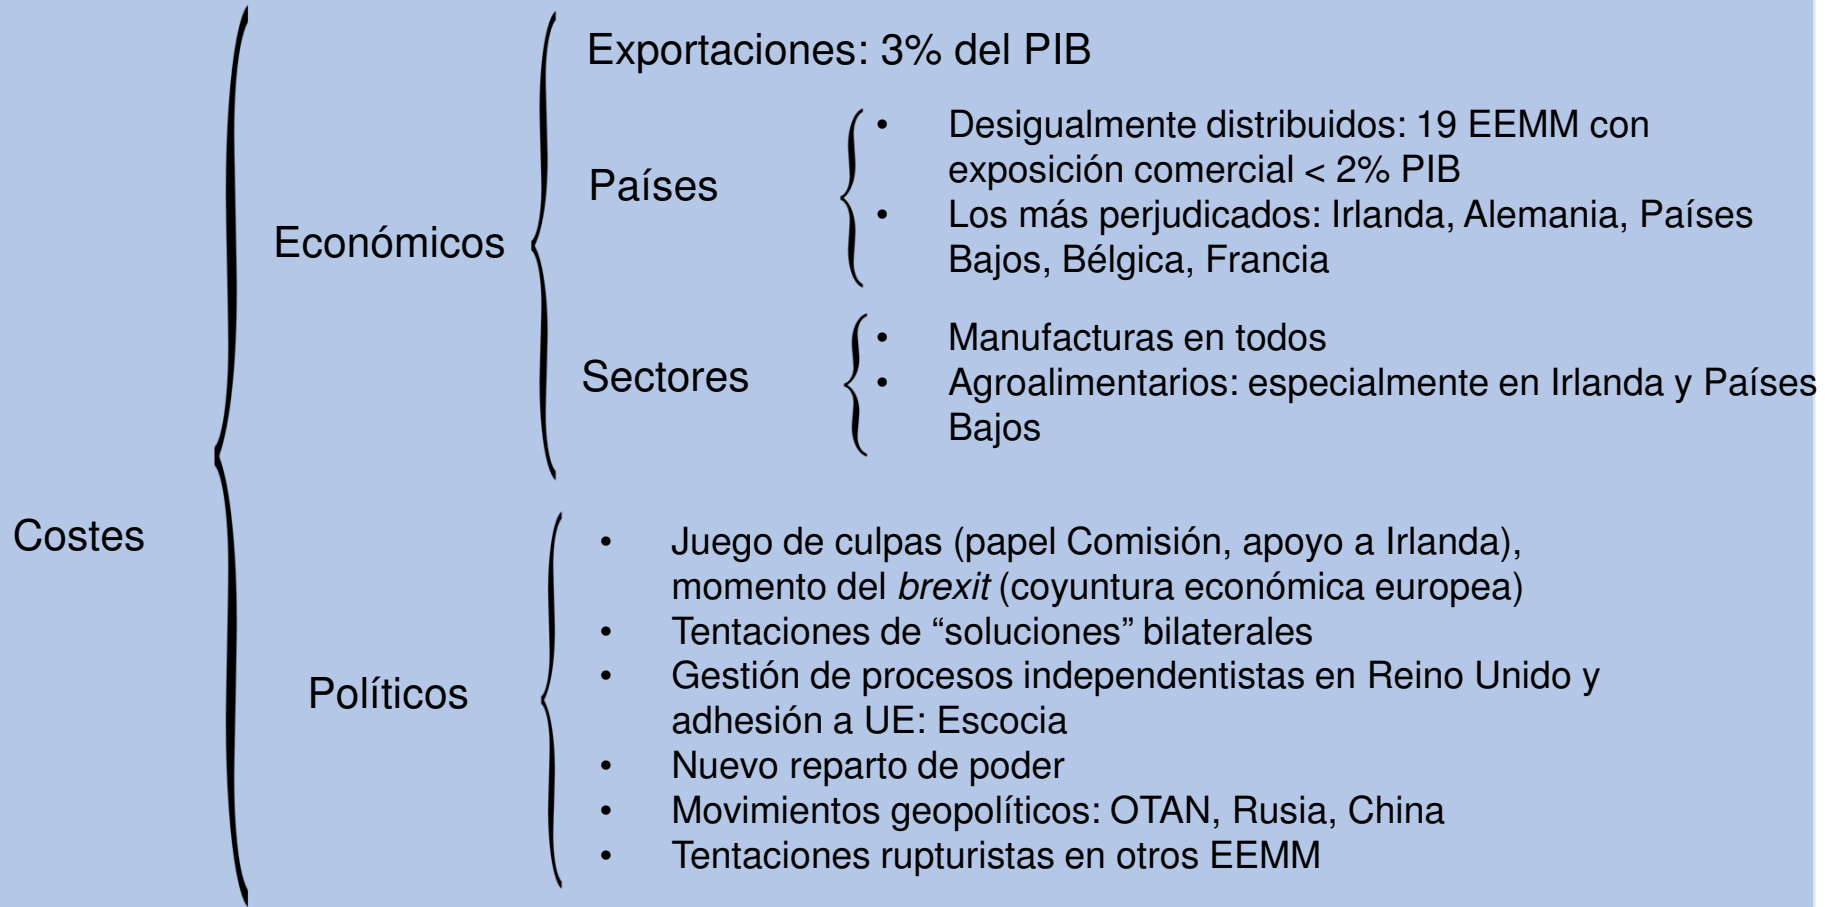 Costes
Económicos
Exportaciones: 3% del PIB
Países
• Desigualmente distribuidos: 19 EEMM con
exposición comercial < 2% PIB
• Los más perjudicados: Irlanda, Alemania, Países
Bajos, Bélgica, Francia
Sectores
• Manufacturas en todos
• Agroalimentarios: especialmente en Irlanda y Países
Bajos
Políticos
• Juego de culpas (papel Comisión, apoyo a Irlanda),
momento del brexit (coyuntura económica europea)
• Tentaciones de “soluciones” bilaterales
• Gestión de procesos independentistas en Reino Unido y
adhesión a UE: Escocia
• Nuevo reparto de poder
• Movimientos geopolíticos: OTAN, Rusia, China
• Tentaciones rupturistas en otros EEMM